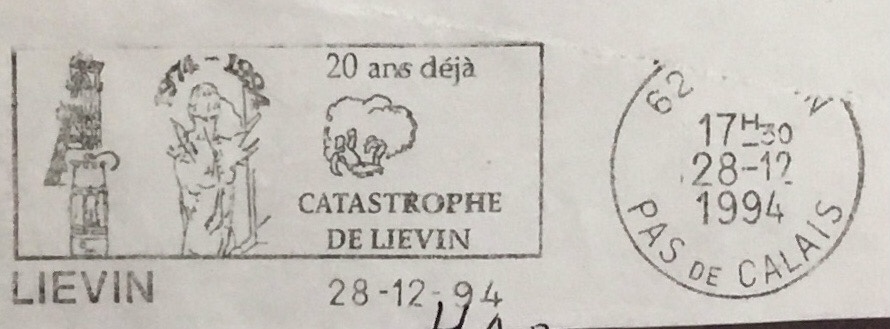 1974-1994
20 ans déjà
CATASTROPHE
DE LIEVIN
LIEVIN 28-12-94
62
17H30
28-12
1994
PAS DE CALAIS